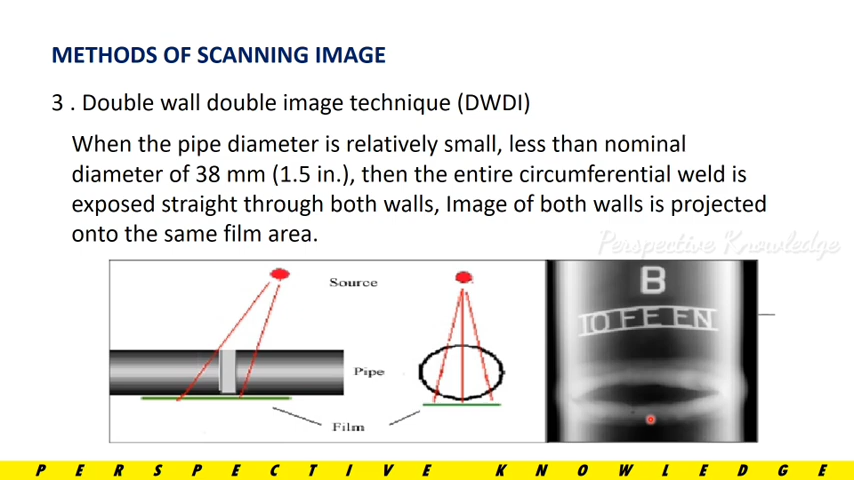 METHODS OF SCANNING IMAGE
3 . Double wall double image technique (DWDI)
When the pipe diameter is relatively small, less than nominal
diameter of 38 mm (1.5 in.), then the entire circumferential weld is
exposed straight through both walls, Image of both walls is projected
onto the same film area.
Perspective Knowledge
Source
Pipe
Film
B
10 FE EN
PERSPECTIVE KNOWLEDGE